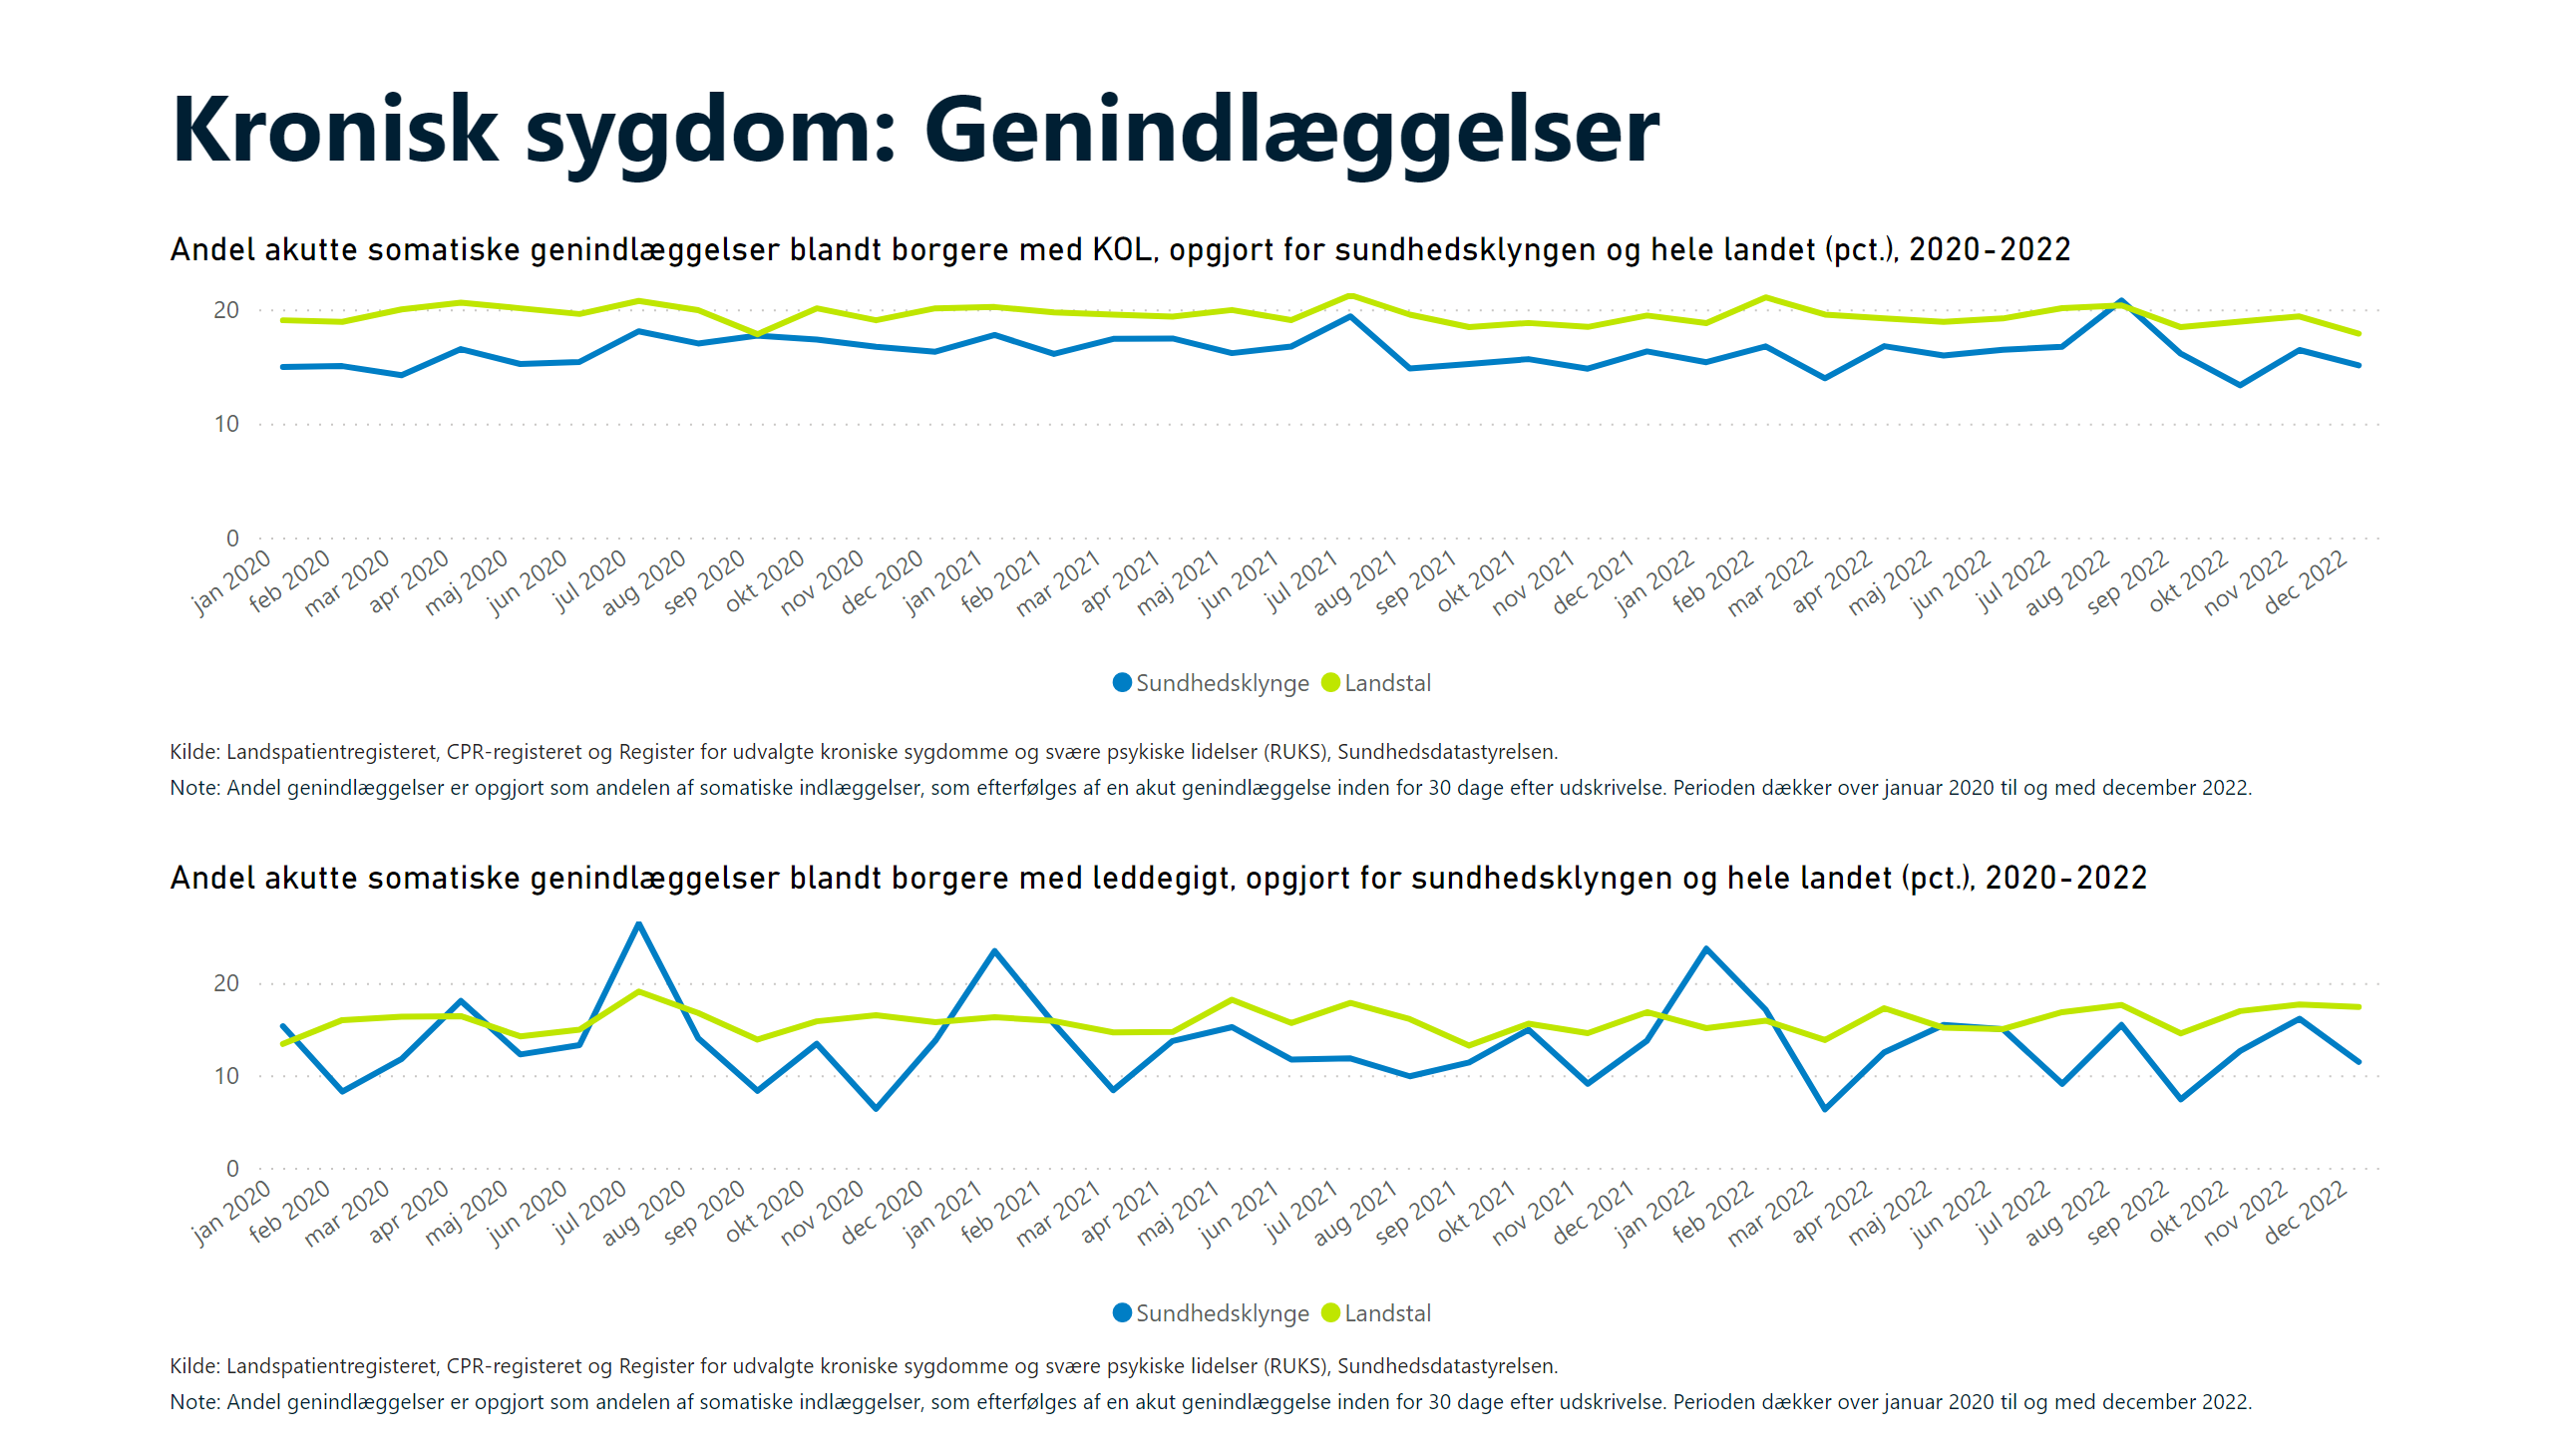 Kronisk sygdom: Genindlæggelser
Andel akutte somatiske genindlæggelser blandt borgere med KOL, opgjort for sundhedsklyngen og hele landet (pct.), 2020-2022
20
10
0
jan 2020 feb 2020 mar 2020 apr 2020 maj 2020 jun 2020 jul 2020 aug 2020 sep 2020 okt 2020 nov 2020 dec 2020 jan 2021 feb 2021 mar 2021 apr 2021 maj 2021 jun 2021 jul 2021 aug 2021 sep 2021 okt 2021 nov 2021 dec 2021 jan 2022 feb 2022 mar 2022 apr 2022 maj 2022 jun 2022 jul 2022 aug 2022 sep 2022 okt 2022 nov 2022 dec 2022
Sundhedsklynge Landstal
Kilde: Landspatientregisteret, CPR-registeret og Register for udvalgte kroniske sygdomme og svære psykiske lidelser (RUKS), Sundhedsdatastyrelsen.
Note: Andel genindlæggelser er opgjort som andelen af somatiske indlæggelser, som efterfølges af en akut genindlæggelse inden for 30 dage efter udskrivelse. Perioden dækker over januar 2020 til og med december 2022.
Andel akutte somatiske genindlæggelser blandt borgere med leddegigt, opgjort for sundhedsklyngen og hele landet (pct.), 2020-2022
20
10
0
jan 2020 feb 2020 mar 2020 apr 2020 maj 2020 jun 2020 jul 2020 aug 2020 sep 2020 okt 2020 nov 2020 dec 2020 jan 2021 feb 2021 mar 2021 apr 2021 maj 2021 jun 2021 jul 2021 aug 2021 sep 2021 okt 2021 nov 2021 dec 2021 jan 2022 feb 2022 mar 2022 apr 2022 maj 2022 jun 2022 jul 2022 aug 2022 sep 2022 okt 2022 nov 2022 dec 2022
Sundhedsklynge Landstal
Kilde: Landspatientregisteret, CPR-registeret og Register for udvalgte kroniske sygdomme og svære psykiske lidelser (RUKS), Sundhedsdatastyrelsen.
Note: Andel genindlæggelser er opgjort som andelen af somatiske indlæggelser, som efterfølges af en akut genindlæggelse inden for 30 dage efter udskrivelse. Perioden dækker over januar 2020 til og med december 2022.